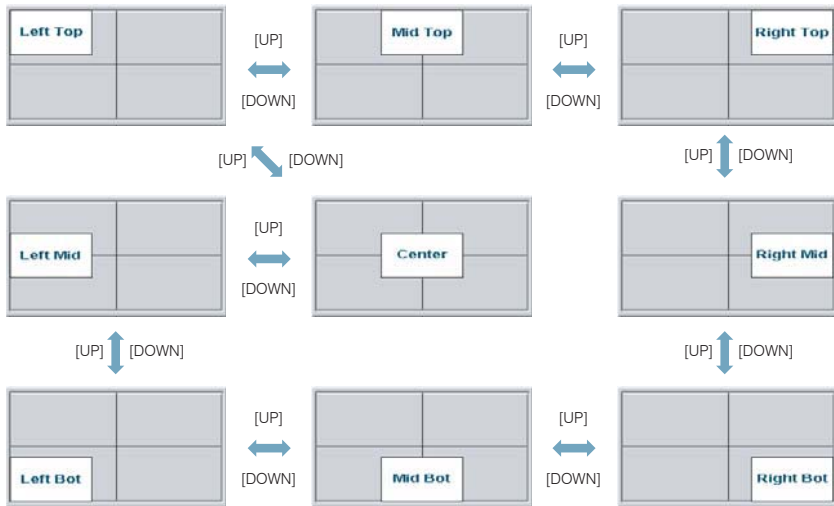 Left Top
[UP]
[DOWN]
Mid Top
[UP]
[DOWN]
Right Top
[UP] [DOWN]
[UP] [DOWN]
Left Mid
[UP]
[DOWN]
Center
Right Mid
[UP] [DOWN]
[UP] [DOWN]
Left Bot
[UP]
[DOWN]
Mid Bot
[UP]
[DOWN]
Right Bot